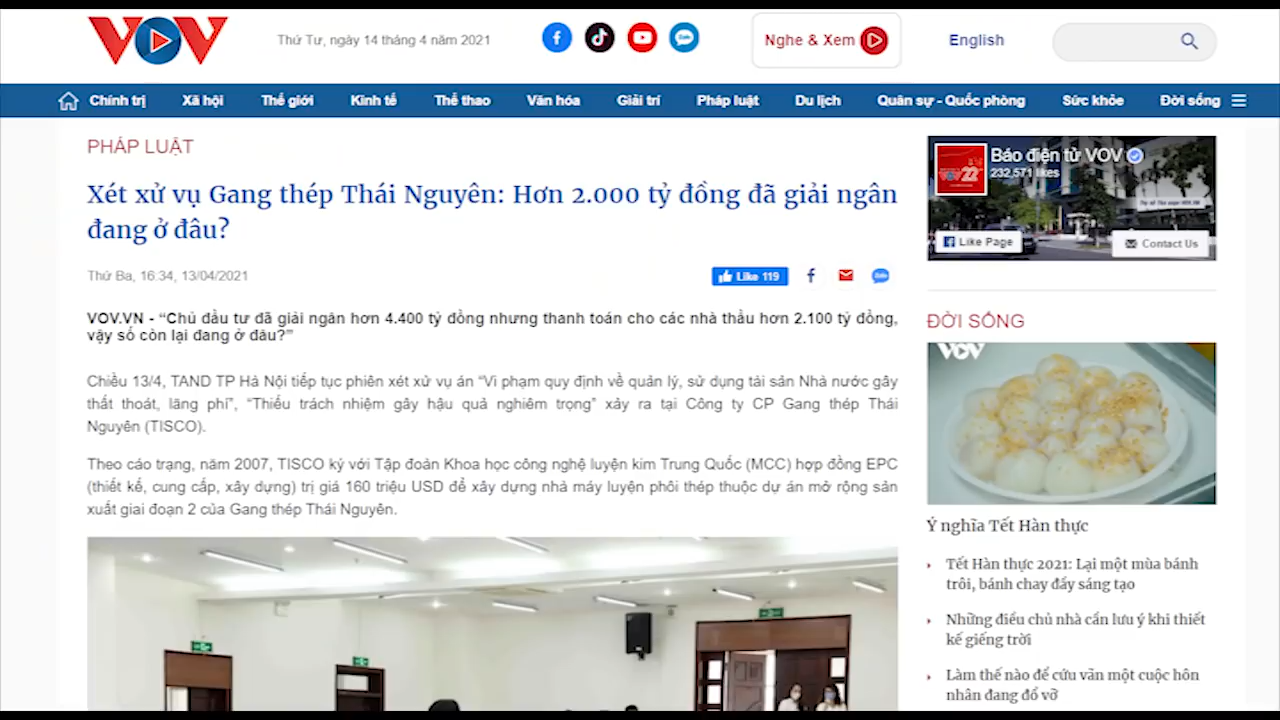 VOV
Thứ Tư, ngày 14 tháng 4 năm 2021
Zalo
Nghe & Xem
English
Chính trị Xã hội Thế giới Kinh tế Thể thao Văn hóa Giải trí Pháp luật Du lịch Quân sự - Quốc phòng Sức khỏe Đời sống
PHÁP LUẬT
Xét xử vụ Gang thép Thái Nguyên: Hơn 2.000 tỷ đồng đã giải ngân
đang ở đâu?
Thứ Ba, 16:34, 13/04/2021
Like 119
Zalo
VOV.VN - “Chủ đầu tư đã giải ngân hơn 4.400 tỷ đồng nhưng thanh toán cho các nhà thầu hơn 2.100 tỷ đồng,
vậy số còn lại đang ở đâu?”
Chiều 13/4, TAND TP Hà Nội tiếp tục phiên xét xử vụ án “Vi phạm quy định về quản lý, sử dụng tài sản Nhà nước gây
thất thoát, lãng phí”, “Thiếu trách nhiệm gây hậu quả nghiêm trọng” xảy ra tại Công ty CP Gang thép Thái
Nguyên (TISCO).
Theo cáo trạng, năm 2007, TISCO ký với Tập đoàn Khoa học công nghệ luyện kim Trung Quốc (MCC) hợp đồng EPC
(thiết kế, cung cấp, xây dựng) trị giá 160 triệu USD để xây dựng nhà máy luyện phôi thép thuộc dự án mở rộng sản
xuất giai đoạn 2 của Gang thép Thái Nguyên.
Báo điện tử VOV
232,571 likes
Like Page
Contact Us
ĐỜI SỐNG
VOV
Ý nghĩa Tết Hàn thực
Tết Hàn thực 2021: Lại một mùa bánh
trôi, bánh chay đầy sáng tạo
Những điều chủ nhà cần lưu ý khi thiết
kế giếng trời
Làm thế nào để cứu vãn một cuộc hôn
nhân đang đổ vỡ